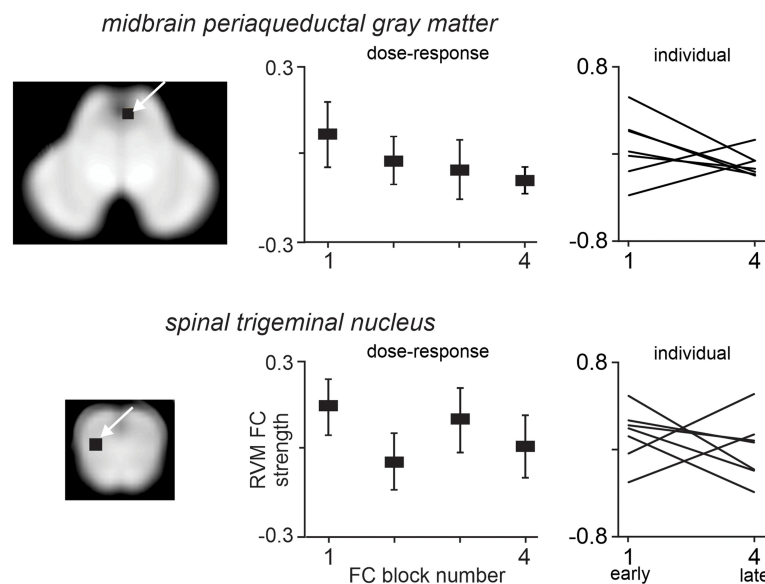 midbrain periaqueductal gray matter
dose-response
individual
0.3
-0.3
1
4
0.8
-0.8
1
4
spinal trigeminal nucleus
dose-response
individual
RVM FC
strength
0.3
-0.3
1
4
FC block number
0.8
-0.8
1
4
early
late